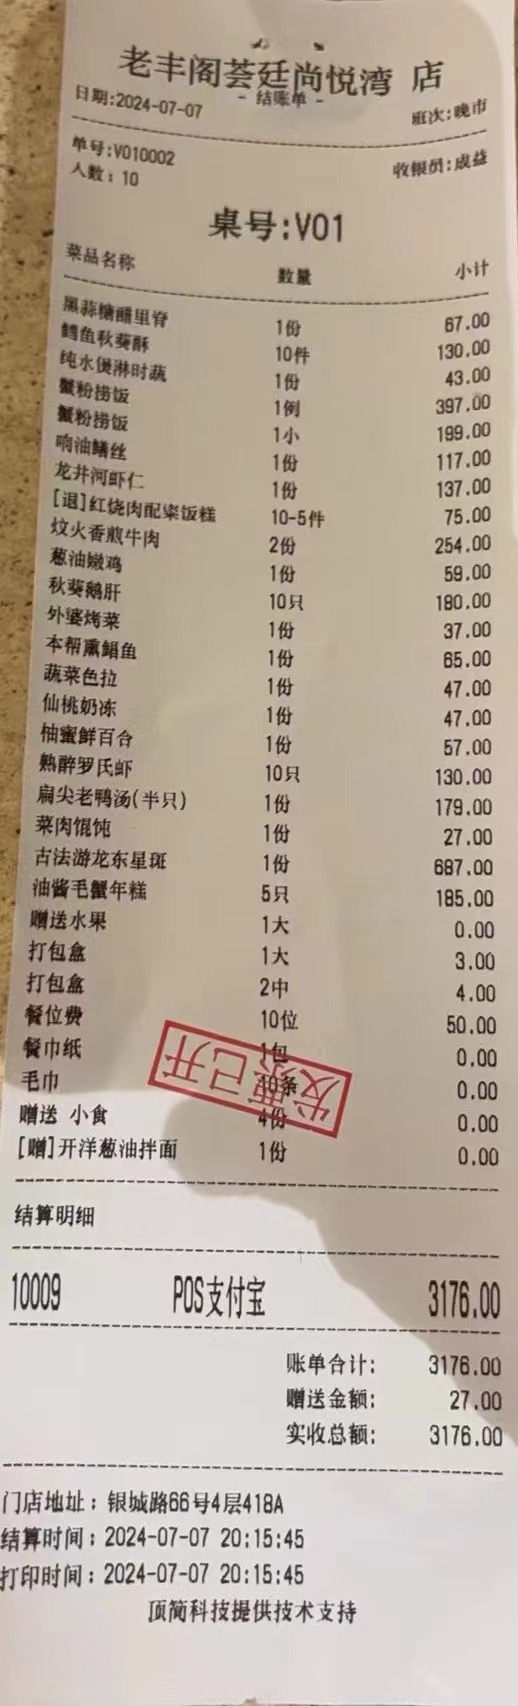 老丰阁荟廷尚悦湾 店
- 结账单 -
日期:2024-07-07 班次:晚市
单号:V010002 收银员:成益
人数：10
桌号:V01
菜品名称 数量 小计
黑蒜糖醋里脊 1份 67.00
鳕鱼秋葵酥 10件 130.00
纯水煲淋时蔬 1份 43.00
蟹粉捞饭 1例 397.00
蟹粉捞饭 1小 199.00
响油鳝丝 1份 117.00
龙井河虾仁 1份 137.00
[退]红烧肉配粢饭糕 10-5件 75.00
炆火香煎牛肉 2份 254.00
葱油嫩鸡 1份 59.00
秋葵鹅肝 10只 180.00
外婆烤菜 1份 37.00
本帮熏鲳鱼 1份 65.00
蔬菜色拉 1份 47.00
仙桃奶冻 1份 47.00
柚蜜鲜百合 1份 57.00
熟醉罗氏虾 10只 130.00
扁尖老鸭汤(半只) 1份 179.00
菜肉馄饨 1份 27.00
古法游龙东星斑 1份 687.00
油酱毛蟹年糕 5只 185.00
赠送水果 1大 0.00
打包盒 1大 3.00
打包盒 2中 4.00
餐位费 10位 50.00
餐巾纸 1包 0.00
毛巾 10条 0.00
发票已开
赠送 小食 4份 0.00
[赠]开洋葱油拌面 1份 0.00
结算明细
10009 POS支付宝 3176.00
账单合计: 3176.00
赠送金额: 27.00
实收总额: 3176.00
门店地址：银城路66号4层418A
结算时间：2024-07-07 20:15:45
打印时间：2024-07-07 20:15:45
顶简科技提供技术支持